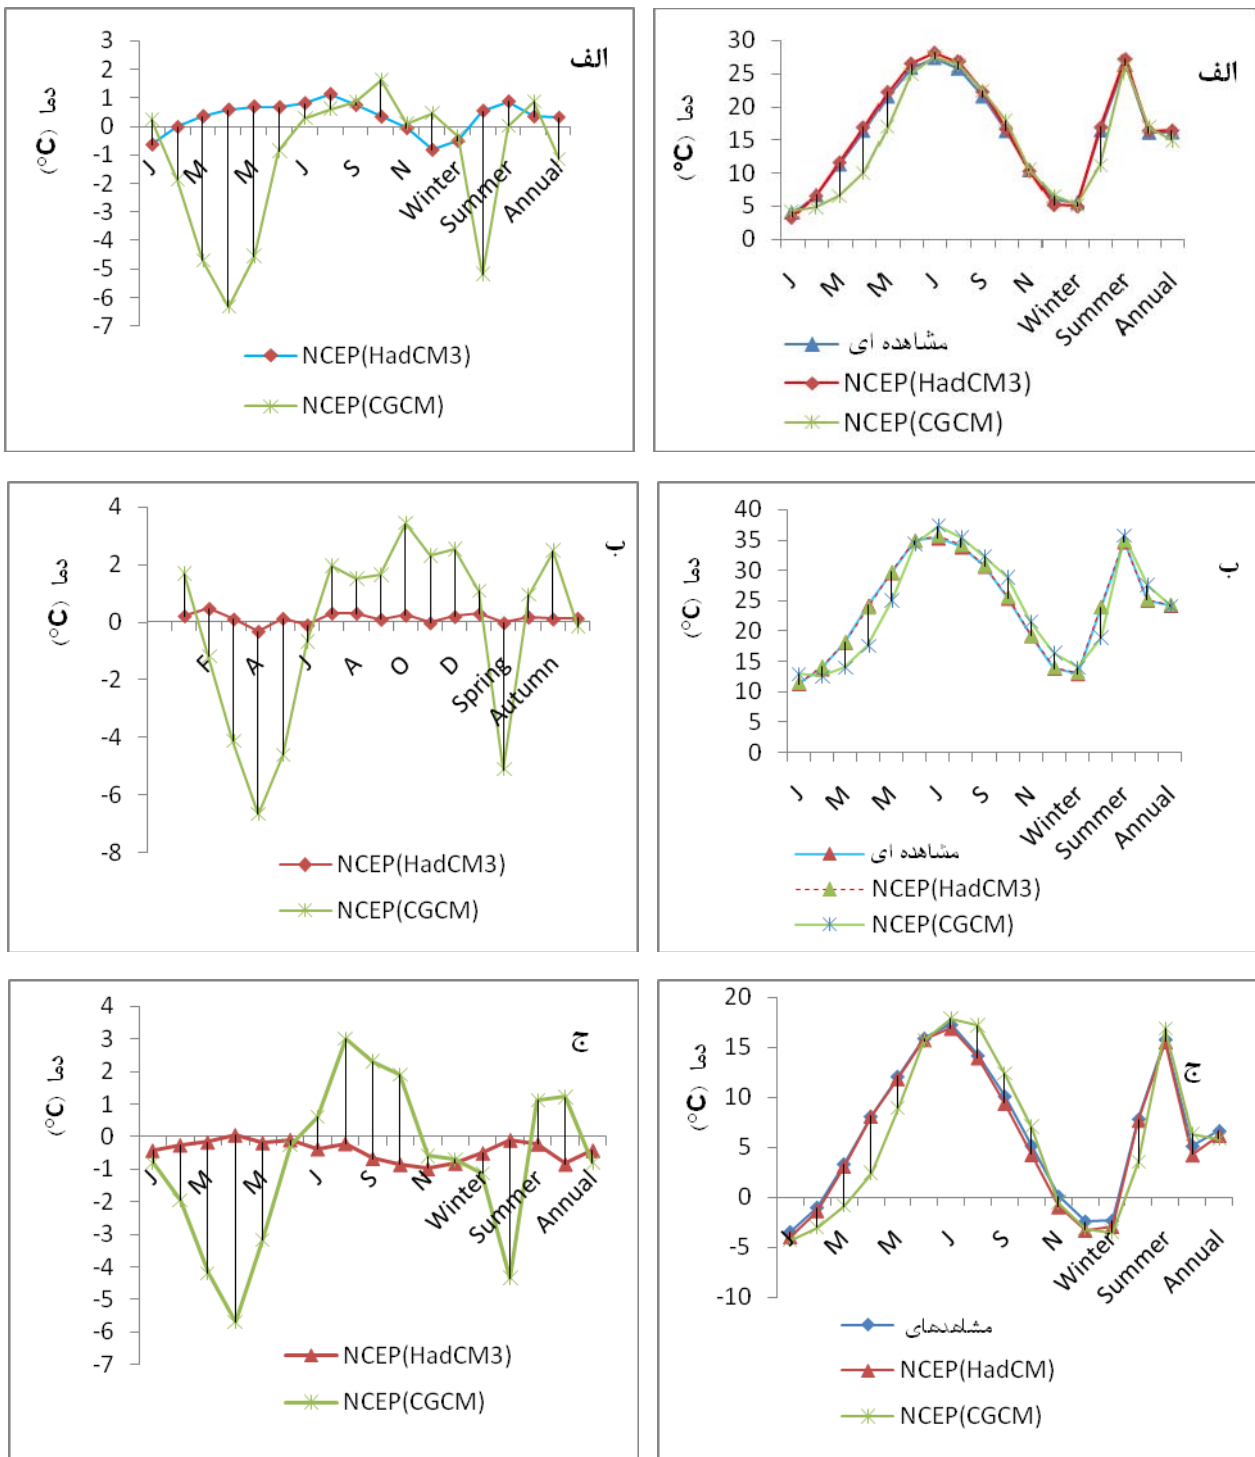 الف
دما (°C)
3
2
1
0
-1
-2
-3
-4
-5
-6
-7
J M M J S N Winter Summer Annual
NCEP(HadCM3)
NCEP(CGCM)
الف
دما (°C)
30
25
20
15
10
5
0
J M M J S N Winter Summer Annual
مشاهده ای
NCEP(HadCM3)
NCEP(CGCM)
ب
دما (°C)
4
2
0
-2
-4
-6
-8
F A J A O D Spring Autumn
NCEP(HadCM3)
NCEP(CGCM)
ب
دما (°C)
40
35
30
25
20
15
10
5
0
J M M J S N Winter Summer Annual
مشاهده ای
NCEP(HadCM3)
NCEP(CGCM)
ج
دما (°C)
4
3
2
1
0
-1
-2
-3
-4
-5
-6
-7
J M M J S N Winter Summer Annual
NCEP(HadCM3)
NCEP(CGCM)
ج
دما (°C)
20
15
10
5
0
-5
-10
J M M J S N Winter Summer Annual
مشاهدهای
NCEP(HadCM)
NCEP(CGCM)